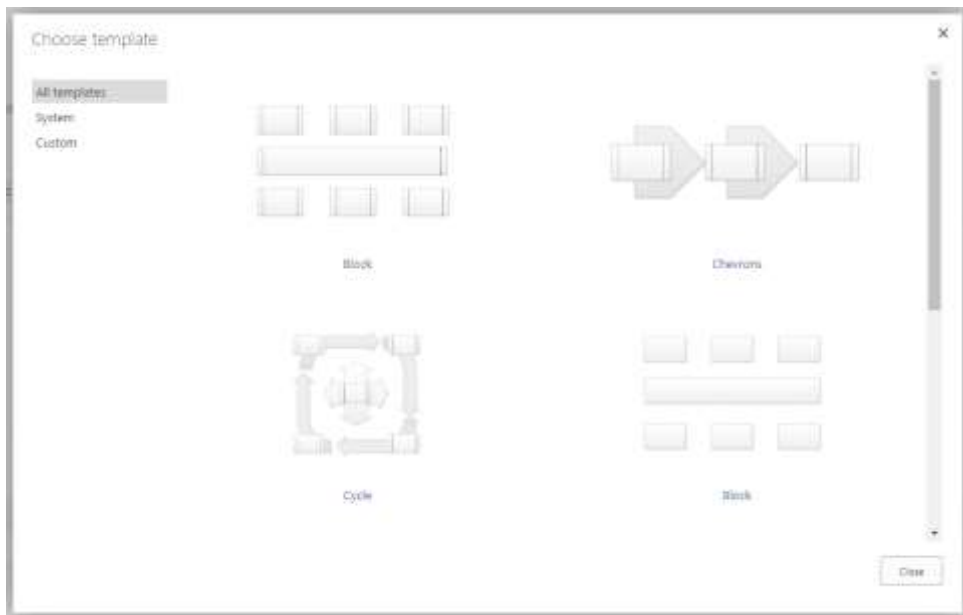 Choose template
All templates
System
Custom
Block
Chevrons
Cycle
Block
Close